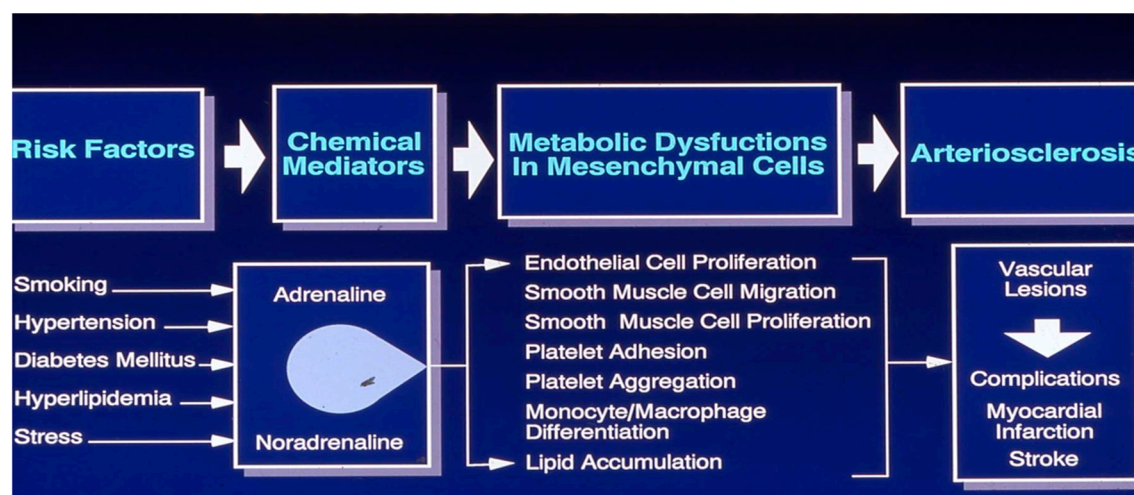 Risk Factors
Chemical
Mediators
Metabolic Dysfuctions
In Mesenchymal Cells
Arteriosclerosis
Smoking
Hypertension
Diabetes Mellitus
Hyperlipidemia
Stress
Adrenaline
Noradrenaline
Endothelial Cell Proliferation
Smooth Muscle Cell Migration
Smooth Muscle Cell Proliferation
Platelet Adhesion
Platelet Aggregation
Monocyte/Macrophage
Differentiation
Lipid Accumulation
Vascular
Lesions
Complications
Myocardial
Infarction
Stroke